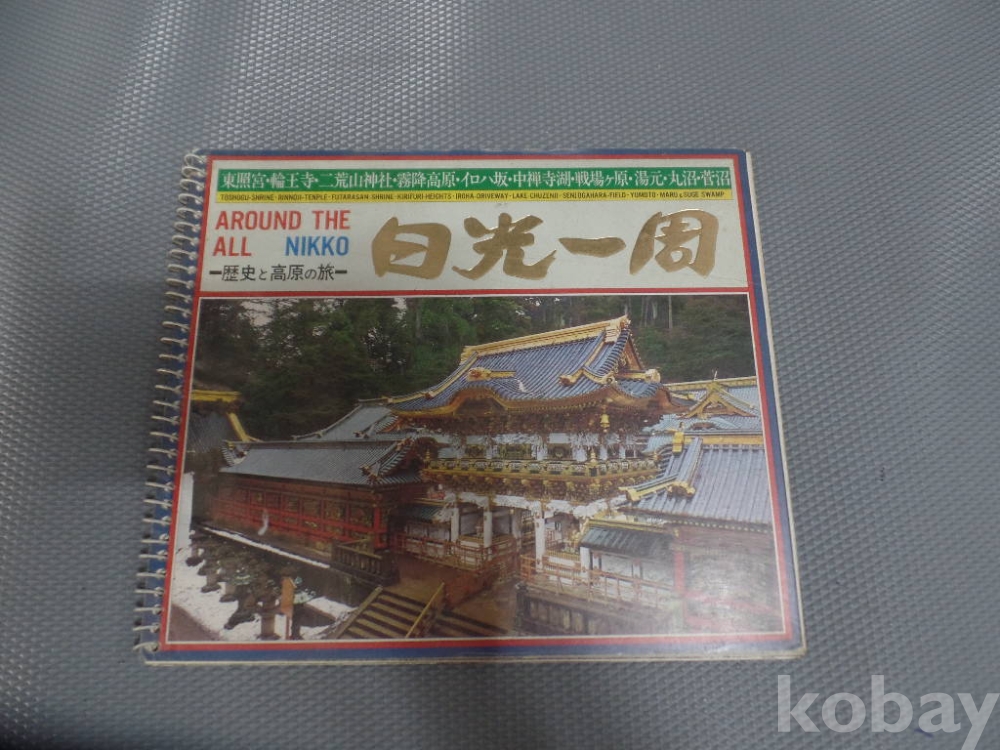 東照宮・輪王寺・二荒山神社・霧降高原・イロハ坂・中禅寺湖・戦場ヶ原・湯元・丸沼・菅沼
TOSHOGU-SHRINE・RINNOJI-TEMPLE・FUTARASAN-SHRINE・KIRIFURI-HEIGHTS・IROHA-DRIVEWAY・LAKE CHUZENJI・SENJOGAHARA-FIELD・YUMOTO・MARU&SUGE SWAMP
AROUND THE
ALL NIKKO
日光一周
ー歴史と高原の旅ー
kobay